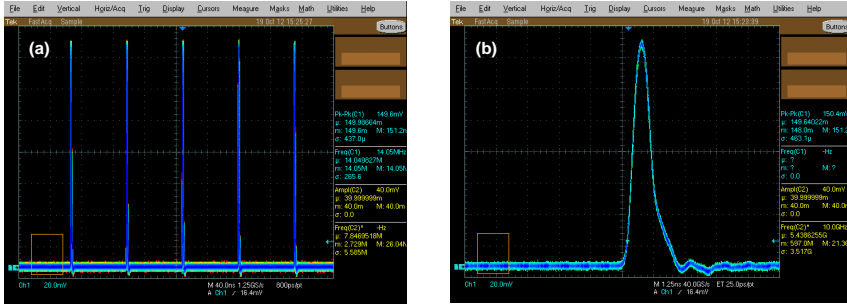 File Edit Vertical Horiz/Acq Trig Display Cursors Measure Masks Math Utilities Help
Tek FastAcq Sample 19 Oct 12 15:25:27 Buttons
(a)
Pk-Pk(C1) 149.6mV
μ: 149.98664m
m: 149.6m M: 151.2m
σ: 437.0μ
Freq(C1) 14.05MHz
μ: 14.049827M
m: 14.05M M: 14.05M
σ: 265.6
Ampl(C2) 40.0mV
μ: 39.999999m
m: 40.0m M: 40.0m
σ: 0.0
Freq(C2)* -Hz
μ: 7.8469518M
m: 2.729M M: 26.04M
σ: 5.585M
Ch1 20.0mV M 40.0ns 1.25GS/s 800ps/pt
A Ch1 / 16.4mV
File Edit Vertical Horiz/Acq Trig Display Cursors Measure Masks Math Utilities Help
Tek FastAcq Sample 19 Oct 12 15:23:39 Buttons
(b)
Pk-Pk(C1) 150.4mV
μ: 149.64022m
m: 148.0m M: 151.2
σ: 463.1μ
Freq(C1) -Hz
μ: ?
m: ? M: ?
σ: 0.0
Ampl(C2) 40.0mV
μ: 39.999999m
m: 40.0m M: 40.0m
σ: 0.0
Freq(C2)* 10.0GHz
μ: 5.4386255G
m: 597.0M M: 21.36
σ: 3.517G
Ch1 20.0mV M 1.25ns 40.0GS/s ET 25.0ps/pt
A Ch1 / 16.4mV